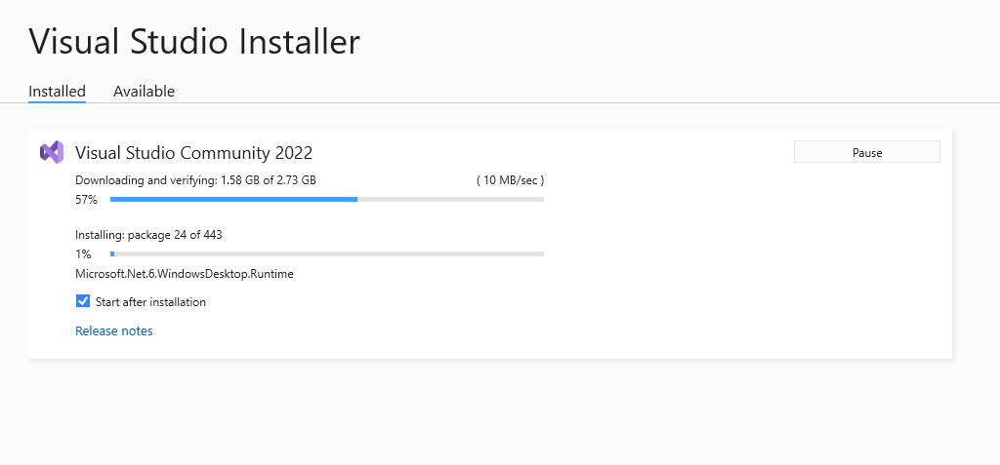 Visual Studio Installer
Installed Available
Visual Studio Community 2022 Pause
Downloading and verifying: 1.58 GB of 2.73 GB ( 10 MB/sec )
57%
Installing: package 24 of 443
1%
Microsoft.Net.6.WindowsDesktop.Runtime
Start after installation
Release notes